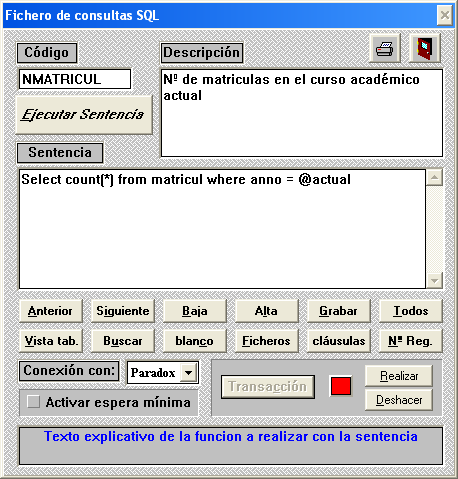 Fichero de consultas SQL
Código
Descripción
NMATRICUL
Nº de matriculas en el curso académico
actual
Ejecutar Sentencía
Sentencia
Select count(*) from matricul where anno = @actual
Anterior Siguiente Baja Alta Grabar Todos
Vista tab. Buscar blanco Ficheros cláusulas Nª Reg.
Conexión con: Paradox
Activar espera mínima
Transacción
Realizar
Deshacer
Texto explicativo de la funcion a realizar con la sentencia